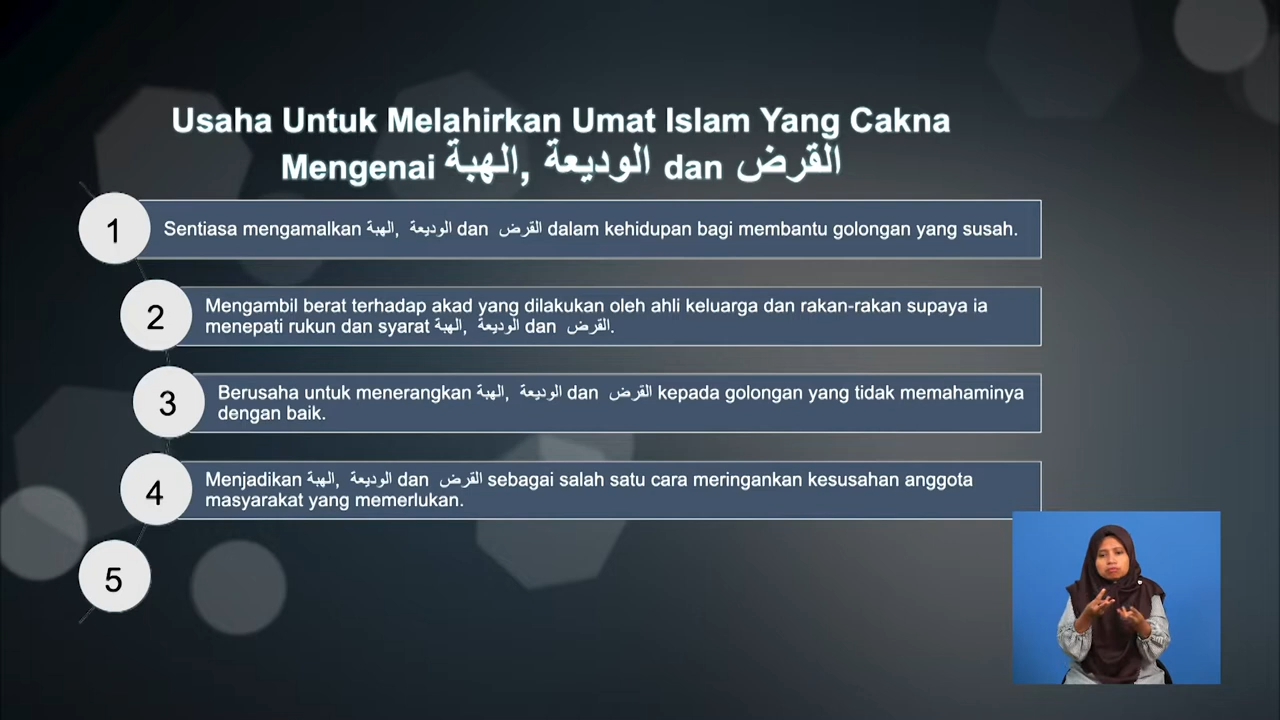 Usaha Untuk Melahirkan Umat Islam Yang Cakna
Mengenai الهبة, الوديعة dan القرض
1
Sentiasa mengamalkan الهبة, الوديعة dan القرض dalam kehidupan bagi membantu golongan yang susah.
2
Mengambil berat terhadap akad yang dilakukan oleh ahli keluarga dan rakan-rakan supaya ia
menepati rukun dan syarat الهبة, الوديعة dan القرض.
3
Berusaha untuk menerangkan الهبة, الوديعة dan القرض kepada golongan yang tidak memahaminya
dengan baik.
4
Menjadikan الهبة, الوديعة dan القرض sebagai salah satu cara meringankan kesusahan anggota
masyarakat yang memerlukan.
5